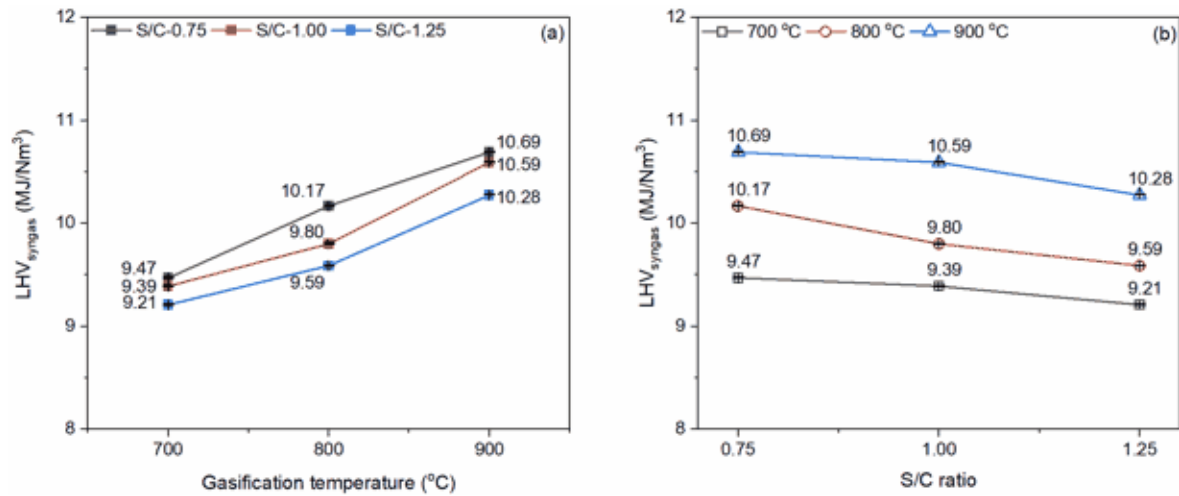 S/C-0.75 S/C-1.00 S/C-1.25 (a)
12
11
10
9
8
LHVsyngas (MJ/Nm³)
10.69
10.59
10.28
10.17
9.80
9.59
9.47
9.39
9.21
700 800 900
Gasification temperature (°C)
700 °C 800 °C 900 °C (b)
12
11
10
9
8
LHVsyngas (MJ/Nm³)
10.69 10.59 10.28
10.17 9.80 9.59
9.47 9.39 9.21
0.75 1.00 1.25
S/C ratio